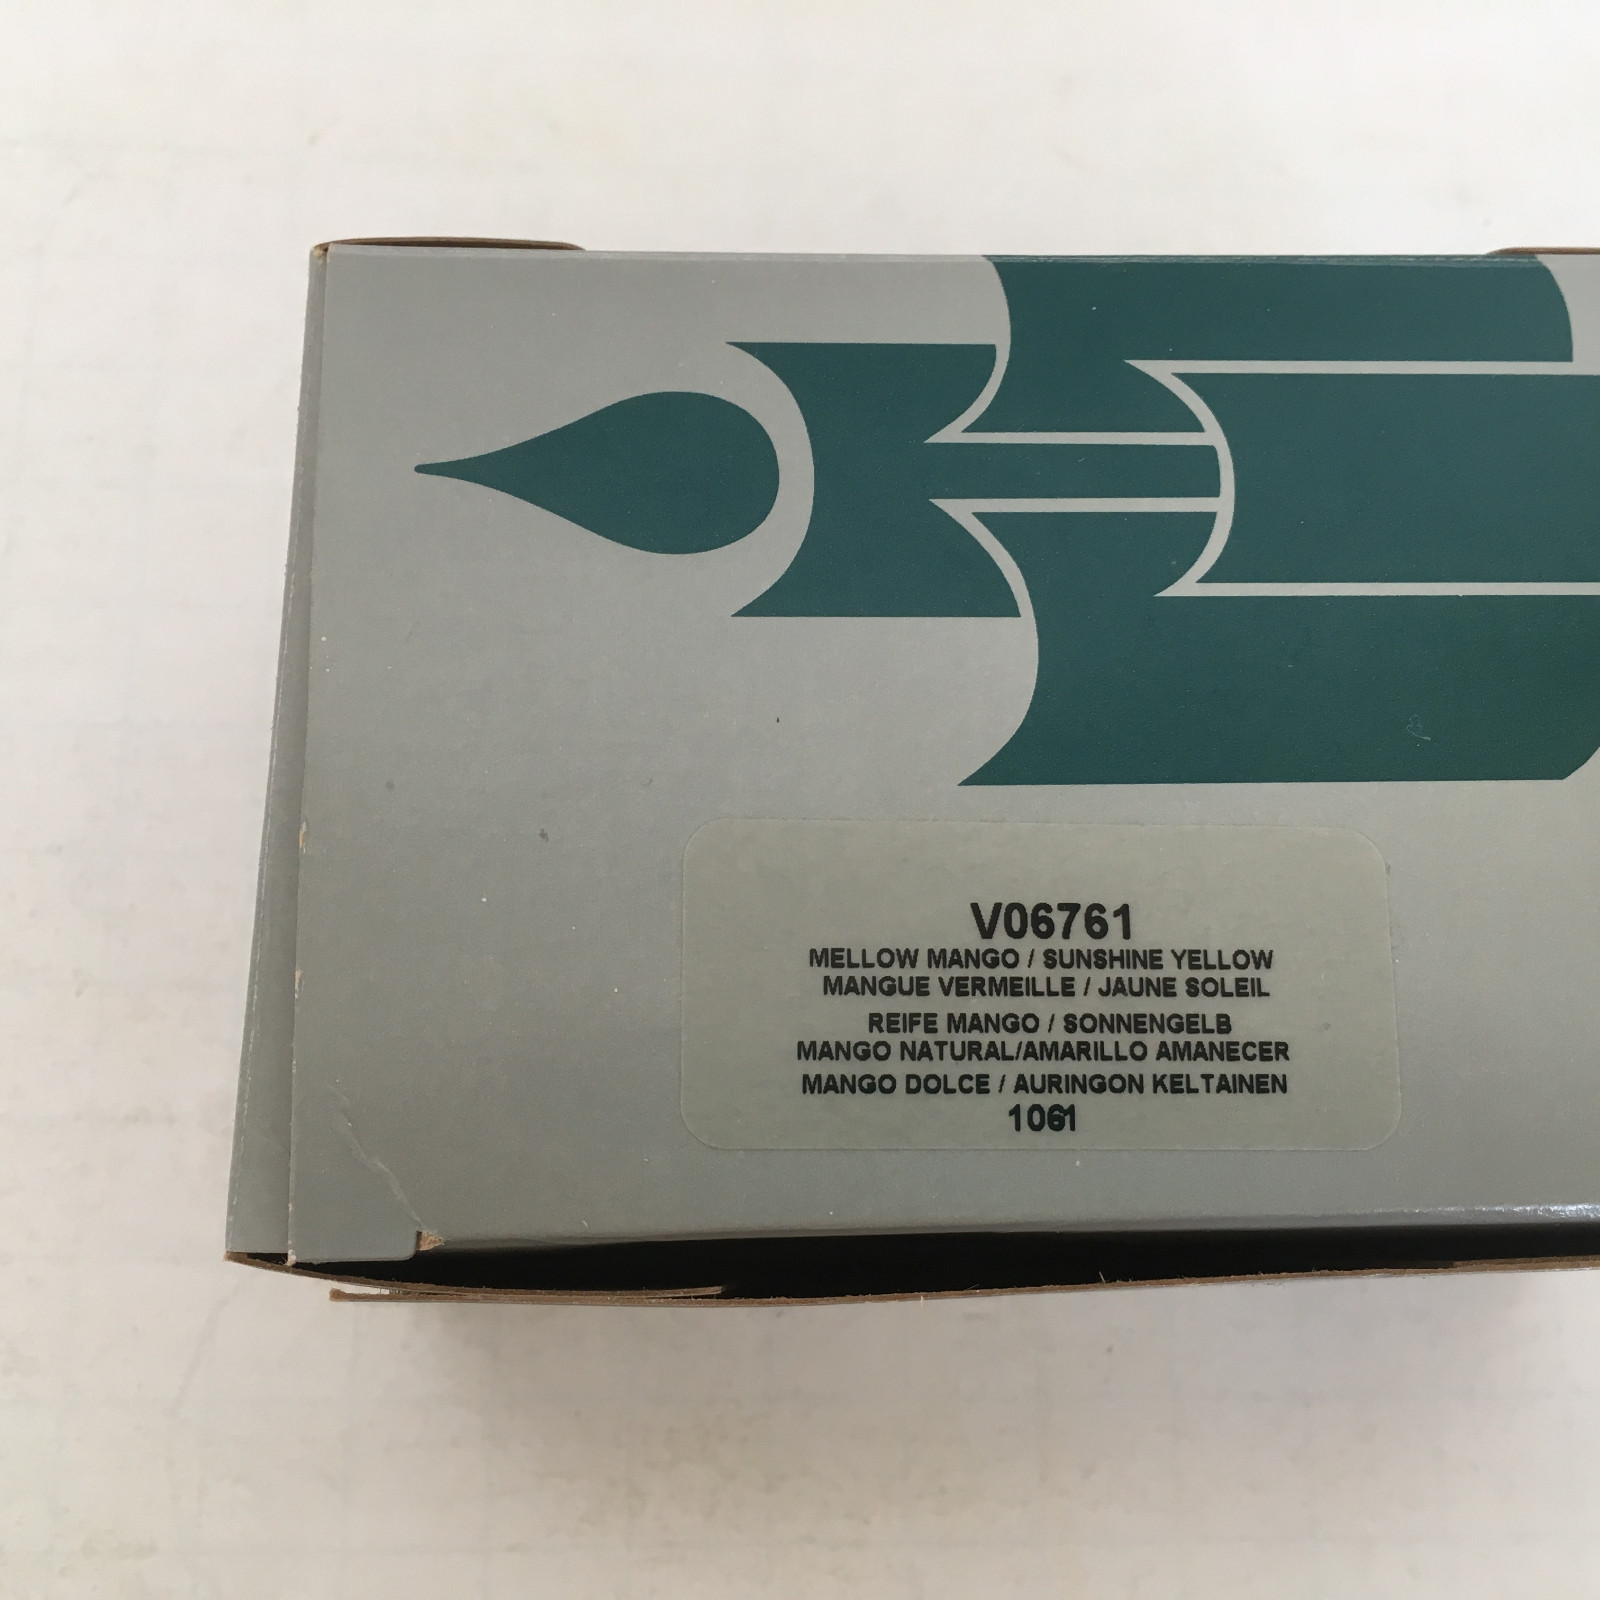 V06761
MELLOW MANGO / SUNSHINE YELLOW
MANGUE VERMEILLE / JAUNE SOLEIL
REIFE MANGO / SONNENGELB
MANGO NATURAL/AMARILLO AMANECER
MANGO DOLCE / AURINGON KELTAINEN
1061